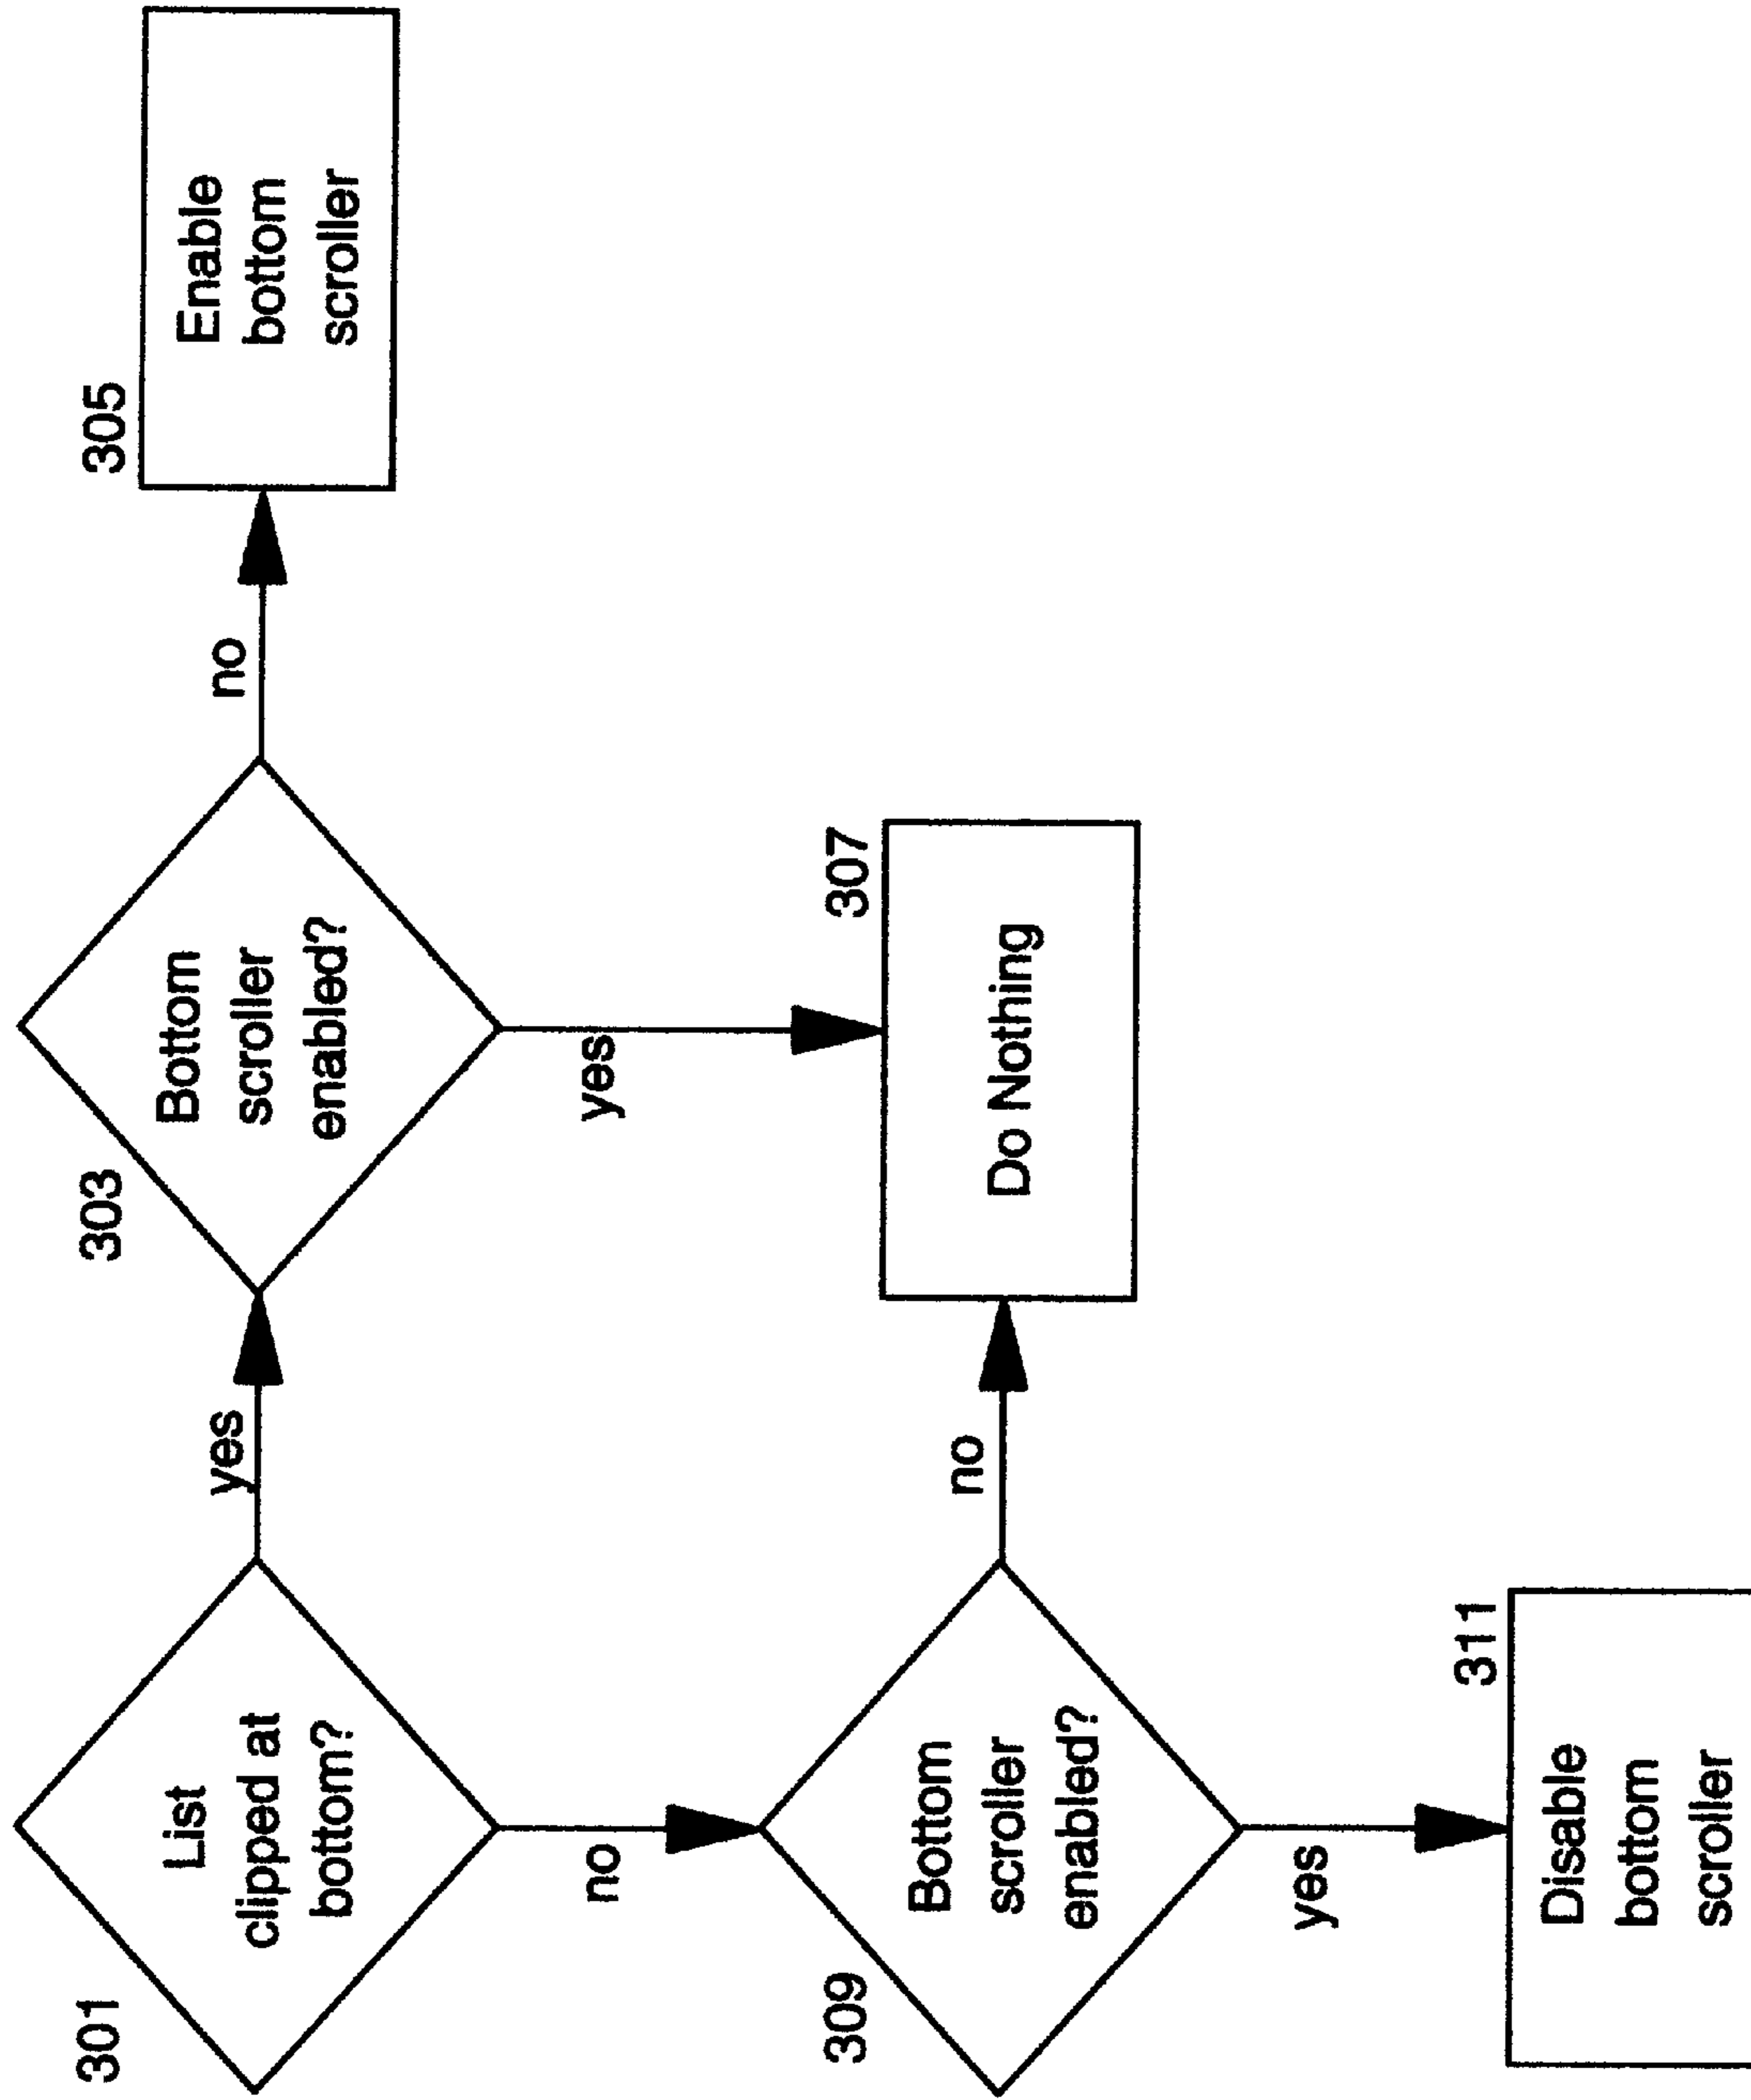 301
List
clipped at
bottom?
yes
303
Bottom
scroller
enabled?
no
305
Enable
bottom
scroller
no
yes
309
Bottom
scroller
enabled?
no
307
Do Nothing
yes
311
Disable
bottom
scroller